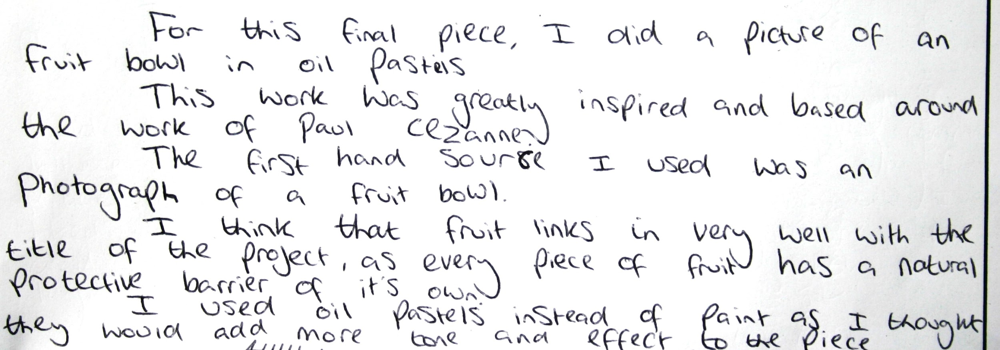 For this final piece, I did a picture of an
fruit bowl in oil pastels
This work was greatly inspired and based around
the work of Paul cezanne.
The first hand source I used was an
Photograph of a fruit bowl.
I think that fruit links in very well with the
title of the project, as every piece of fruit has a natural
protective barrier of it's own
I used oil pastels instead of paint as I thought
they would add more tone and effect to the piece